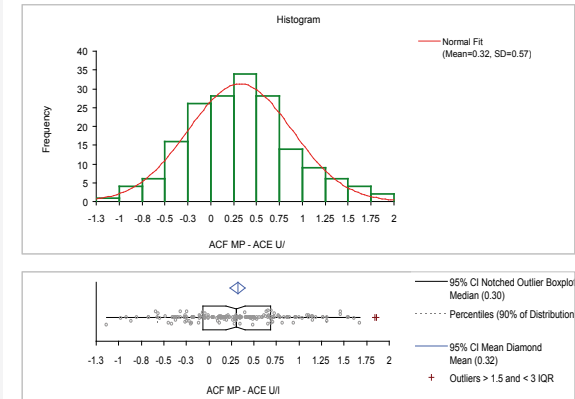 Histogram
40
35
30
25
20
15
10
5
0
Frequency
-1.3 -1 -0.8 -0.5 -0.3 0 0.25 0.5 0.75 1 1.25 1.5 1.75 2
ACF MP - ACE U/
Normal Fit
(Mean=0.32, SD=0.57)
-1.3 -1 -0.8 -0.5 -0.3 0 0.25 0.5 0.75 1 1.25 1.5 1.75 2
ACF MP - ACE U/l
95% CI Notched Outlier Boxplot
Median (0.30)
Percentiles (90% of Distribution
95% CI Mean Diamond
Mean (0.32)
+ Outliers > 1.5 and < 3 IQR